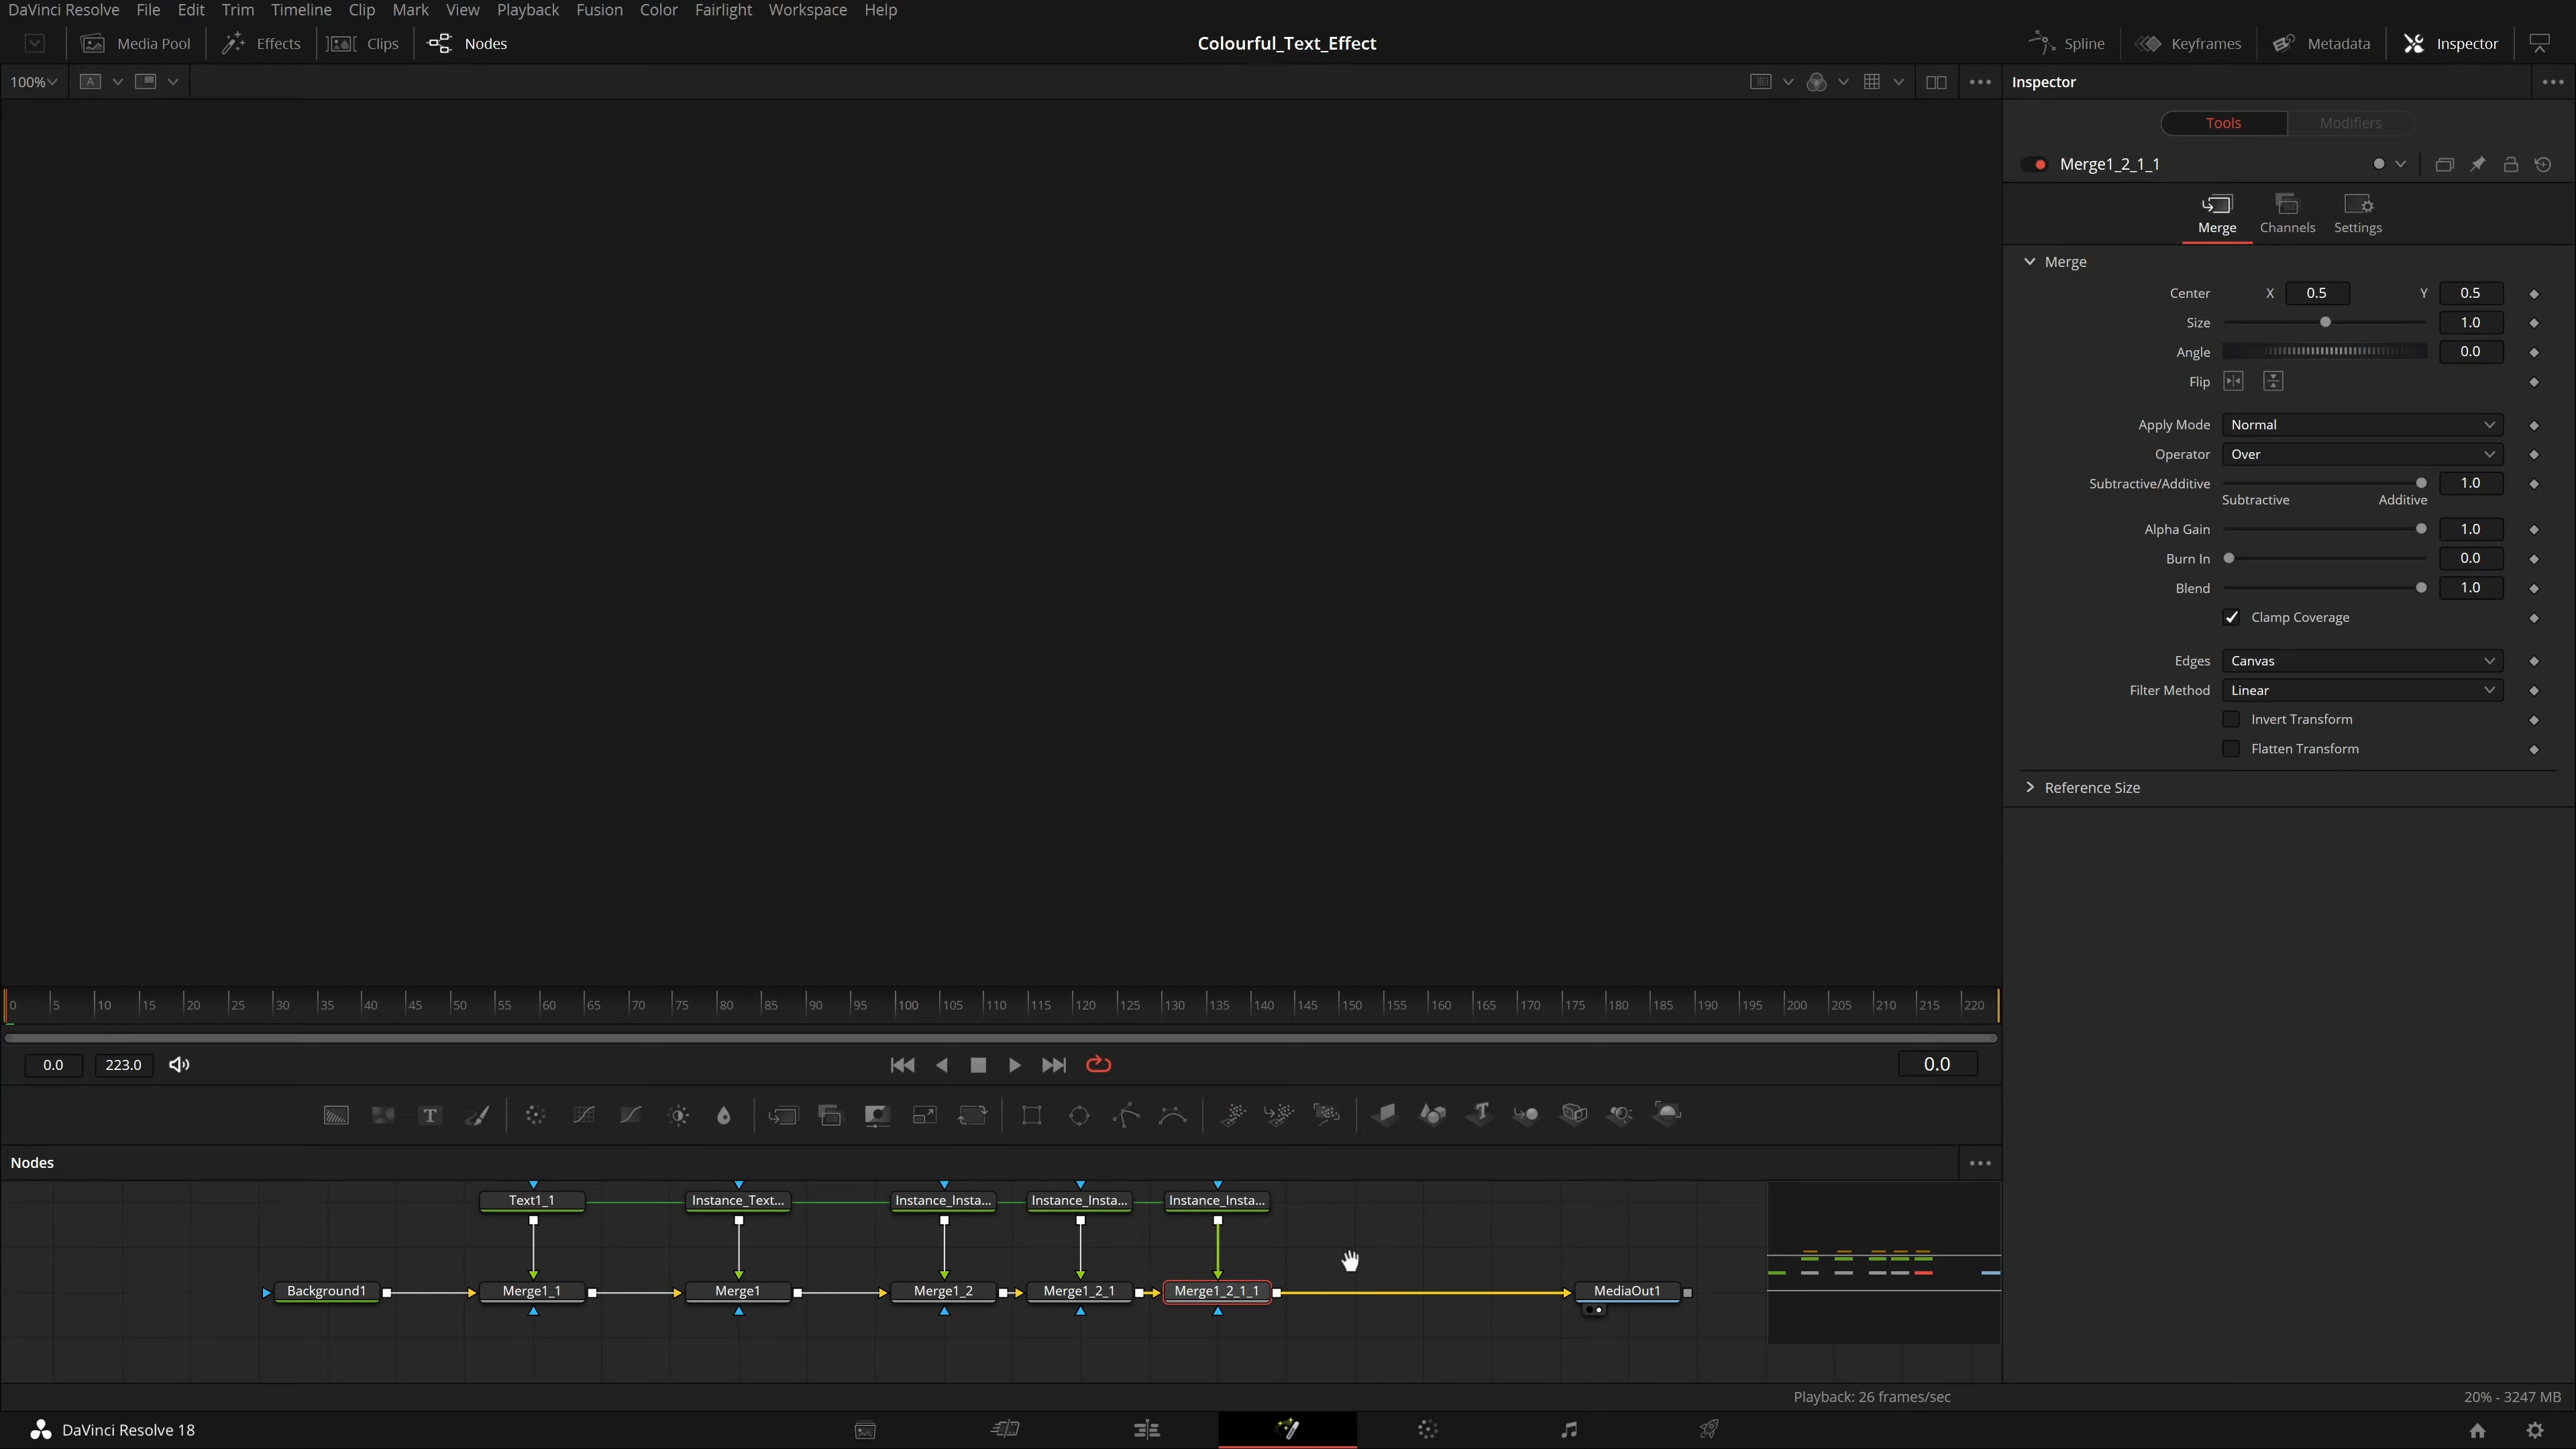 DaVinci Resolve File Edit Trim Timeline Clip Mark View Playback Fusion Color Fairlight Workspace Help
Media Pool Effects Clips Nodes Colourful_Text_Effect Spline Keyframes Metadata Inspector
100% A Inspector
Tools Modifiers
Merge1_2_1_1
Merge Channels Settings
Merge
Center X 0.5 Y 0.5
Size 1.0
Angle 0.0
Flip
Apply Mode Normal
Operator Over
Subtractive/Additive 1.0
Subtractive Additive
Alpha Gain 1.0
Burn In 0.0
Blend 1.0
Clamp Coverage
Edges Canvas
Filter Method Linear
Invert Transform
Flatten Transform
Reference Size
0 5 10 15 20 25 30 35 40 45 50 55 60 65 70 75 80 85 90 95 100 105 110 115 120 125 130 135 140 145 150 155 160 165 170 175 180 185 190 195 200 205 210 215 220
0.0 223.0 0.0
T T
Nodes
Text1_1 Instance_Text... Instance_Insta... Instance_Insta... Instance_Insta...
Background1 Merge1_1 Merge1 Merge1_2 Merge1_2_1 Merge1_2_1_1 MediaOut1
Playback: 26 frames/sec 20% - 3247 MB
DaVinci Resolve 18